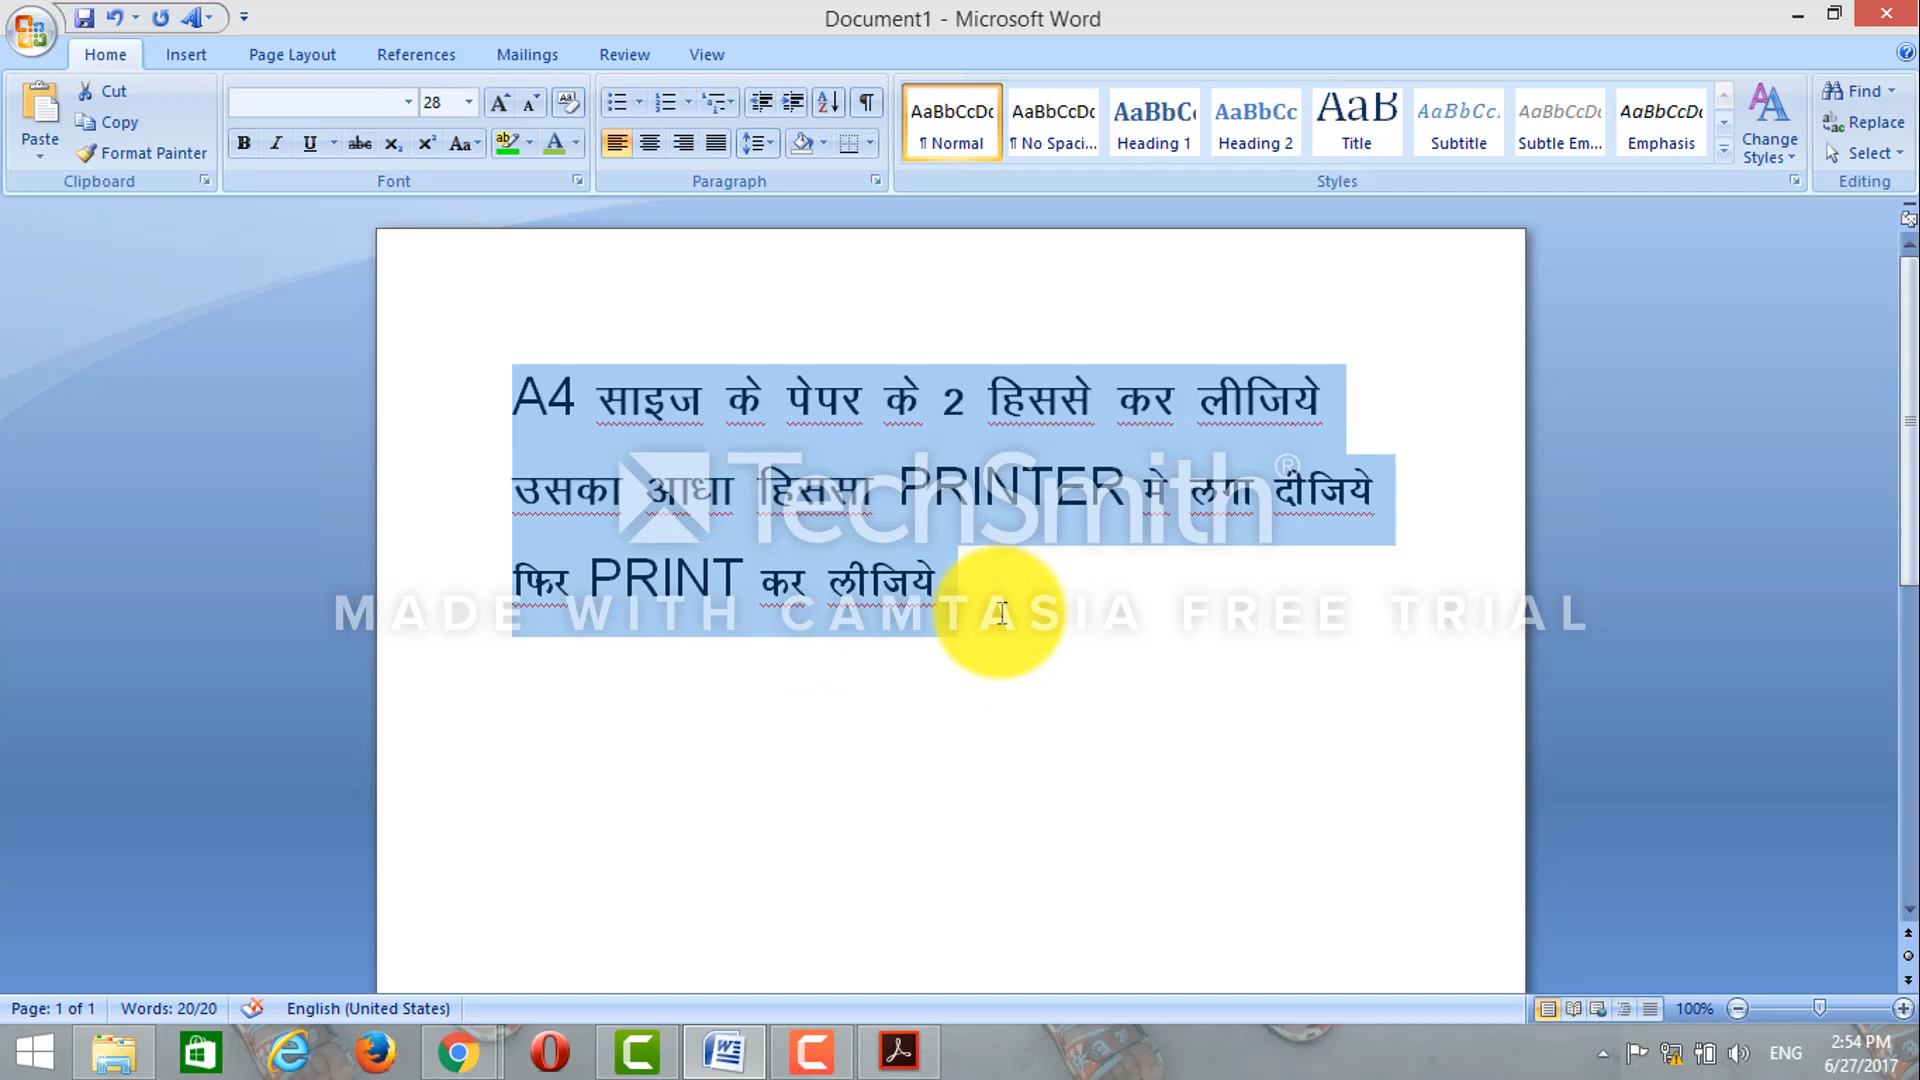 Document1 - Microsoft Word
Home Insert Page Layout References Mailings Review View
Cut
Copy
Format Painter
Paste
Clipboard
28
Font
Paragraph
AaBbCcDc AaBbCcDc AaBbC AaBbCc AaB AaBbCc. AaBbCcDc AaBbCcDc
¶ Normal ¶ No Spaci... Heading 1 Heading 2 Title Subtitle Subtle Em... Emphasis
Change Styles
Styles
Find
Replace
Select
Editing
A4 साइज के पेपर के 2 हिससे कर लीजिये
उसका आधा हिससा PRINTER मे लगा दीजिये
फिर PRINT कर लीजिये
TechSmith®
MADE WITH CAMTASIA FREE TRIAL
Page: 1 of 1 Words: 20/20 English (United States) 100%
ENG
2:54 PM
6/27/2017